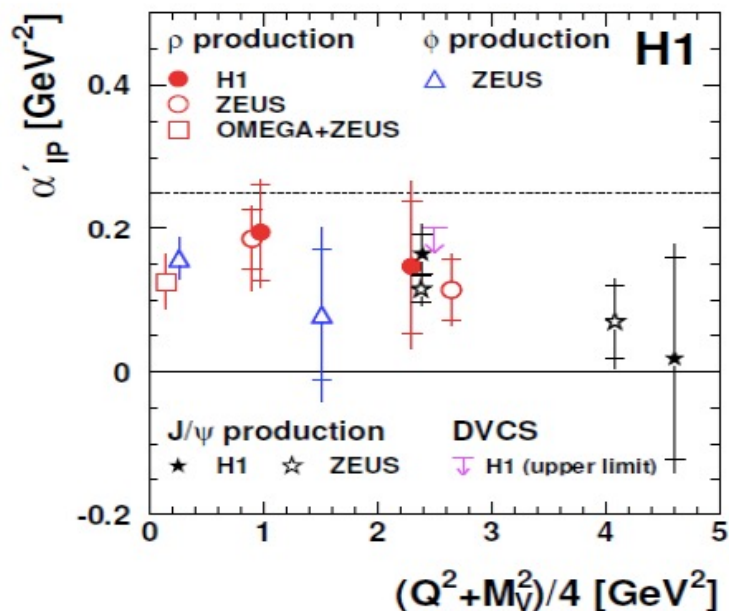 α′IP [GeV-2]
ρ production
ϕ production
H1
H1
ZEUS
ZEUS
OMEGA+ZEUS
0.4
0.2
0
-0.2
J/ψ production
DVCS
H1
ZEUS
H1 (upper limit)
0 1 2 3 4 5
(Q2+M2V)/4 [GeV2]